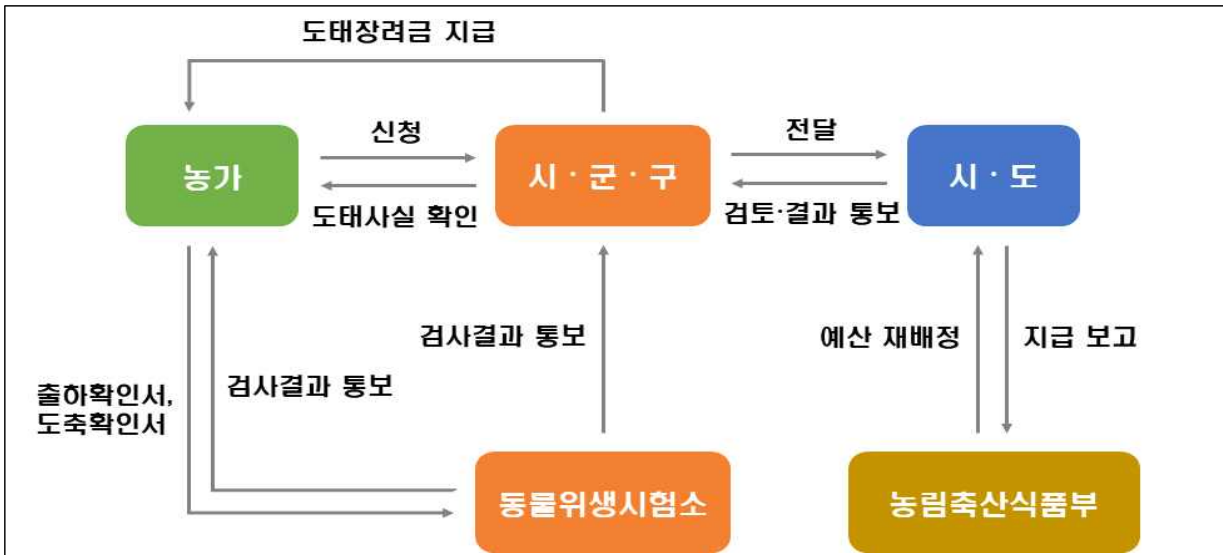 도태장려금 지급
신청
전달
농가
시 · 군 · 구
시 · 도
도태사실 확인
검토·결과 통보
검사결과 통보
예산 재배정
지급 보고
출하확인서,
도축확인서
검사결과 통보
동물위생시험소
농림축산식품부